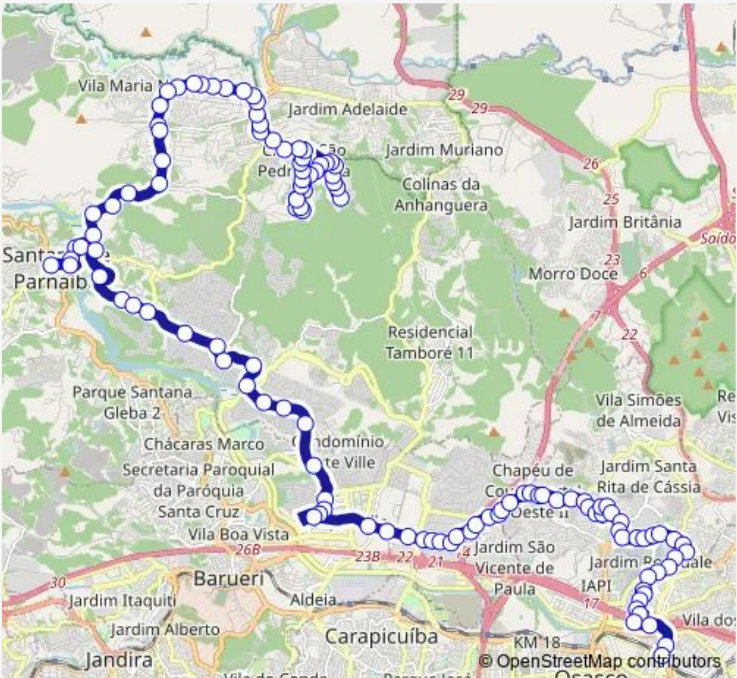 Vila Maria
Jardim Adelaide
29
29
Jardim Muriano
26
Colinas da
Anhanguera
25
Jardim Britânia
Morro Doce
23
6
7
22
Parnaíb
Residencial
Tamboré 11
Parque Santana
Gleba 2
Vila Simões
de Almeida
Chácaras Marco
Secretaria Paroquial
da Paróquia
Santa Cruz
Vila Boa Vista
Chapéu de
Jardim Santa
Rita de Cássia
26B
23B
22
21
14
Jardim São
Vicente de
Paula
IAPI
30
Barueri
17
Jardim Itaquiti
Aldeia
Jardim Alberto
Carapicuíba
Jandira
KM 18
© OpenStreetMap contributors